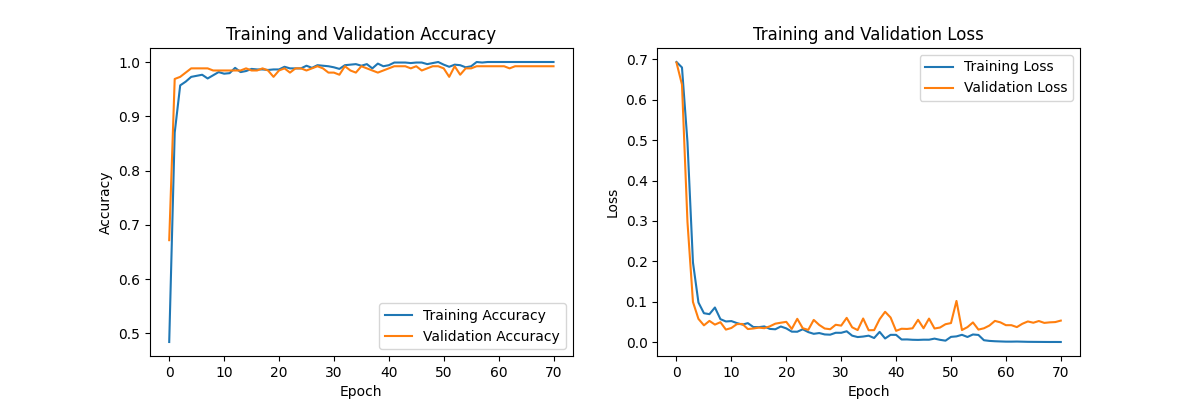 Training and Validation Accuracy
1.0
0.9
0.8
0.7
0.6
0.5
Accuracy
0 10 20 30 40 50 60 70
Epoch
Training Accuracy
Validation Accuracy
Training and Validation Loss
0.7
0.6
0.5
0.4
0.3
0.2
0.1
0.0
Loss
0 10 20 30 40 50 60 70
Epoch
Training Loss
Validation Loss